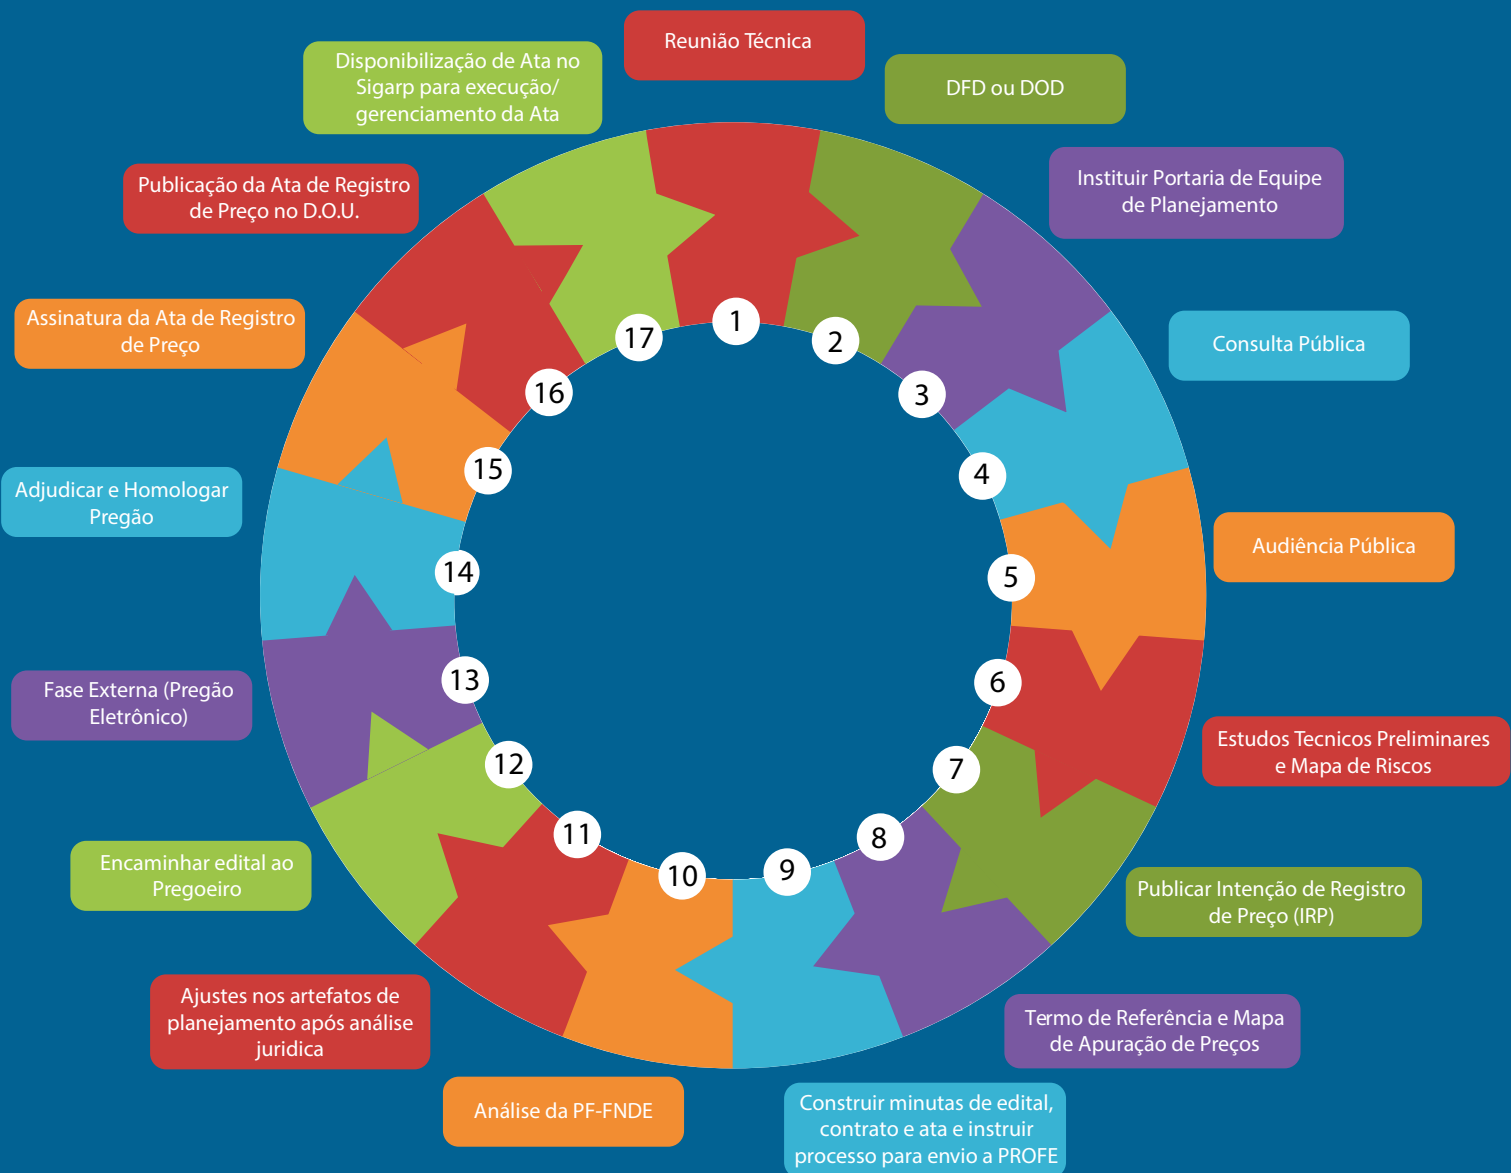 Reunião Técnica
DFD ou DOD
Instituir Portaria de Equipe
de Planejamento
Consulta Pública
Audiência Pública
Estudos Tecnicos Preliminares
e Mapa de Riscos
Publicar Intenção de Registro
de Preço (IRP)
Termo de Referência e Mapa
de Apuração de Preços
Construir minutas de edital,
contrato e ata e instruir
processo para envio a PROFE
Análise da PF-FNDE
Ajustes nos artefatos de
planejamento após análise
juridica
Encaminhar edital ao
Pregoeiro
Fase Externa (Pregão
Eletrônico)
Adjudicar e Homologar
Pregão
Assinatura da Ata de Registro
de Preço
Publicação da Ata de Registro
de Preço no D.O.U.
Disponibilização de Ata no
Sigarp para execução/
gerenciamento da Ata
1
2
3
4
5
6
7
8
9
10
11
12
13
14
15
16
17